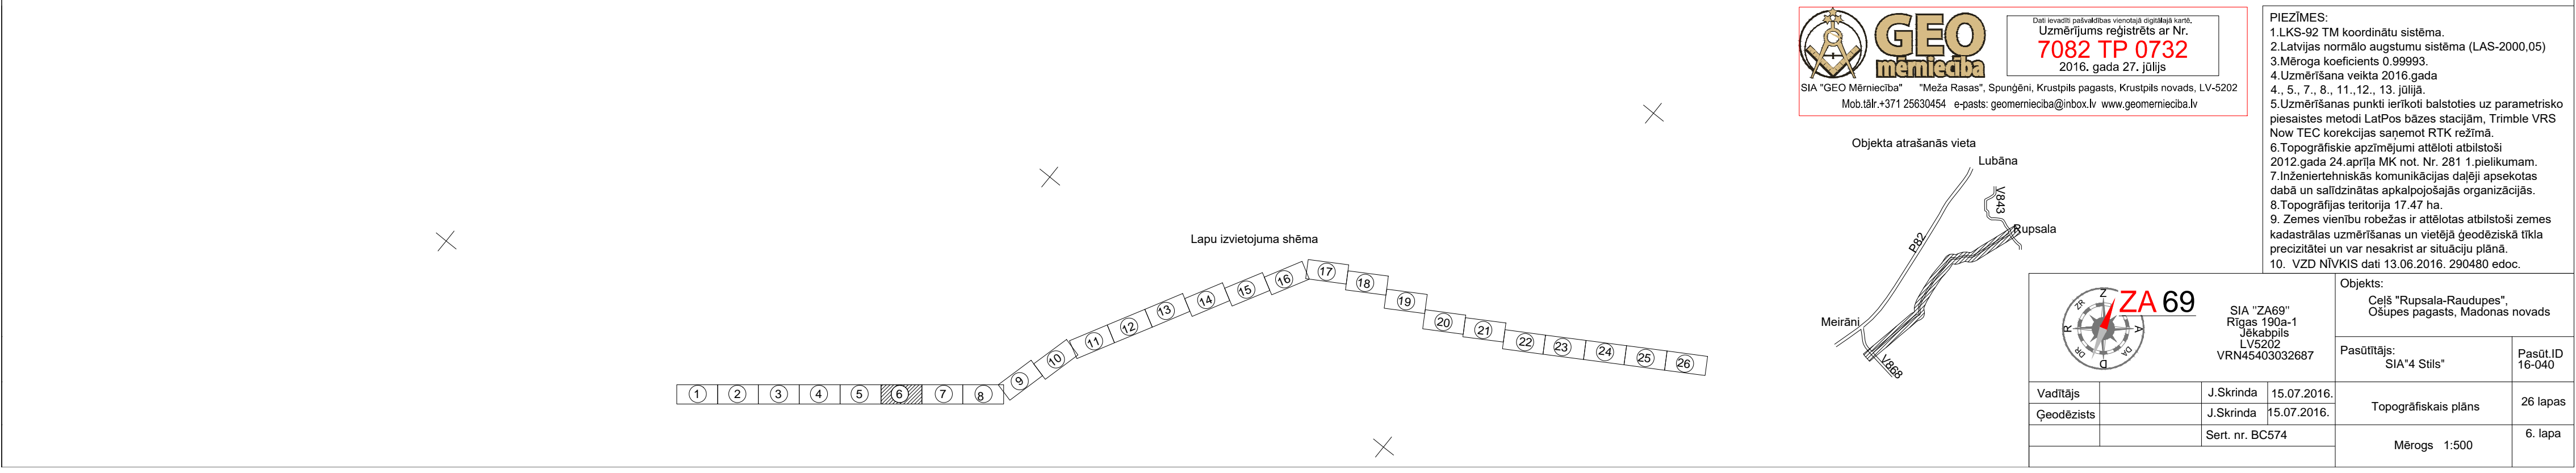 GEO
mērniecība
Dati ievadīti pašvaldības vienotajā digitālajā kartē.
Uzmērījums reģistrēts ar Nr.
7082 TP 0732
2016. gada 27. jūlijs
SIA "GEO Mērniecība" "Meža Rasas", Spunģēni, Krustpils pagasts, Krustpils novads, LV-5202
Mob.tālr.+371 25630454 e-pasts: geomernieciba@inbox.lv www.geomernieciba.lv
PIEZĪMES:
1.LKS-92 TM koordinātu sistēma.
2.Latvijas normālo augstumu sistēma (LAS-2000,05)
3.Mēroga koeficients 0.99993.
4.Uzmērīšana veikta 2016.gada
4., 5., 7., 8., 11.,12., 13. jūlijā.
5.Uzmērīšanas punkti ierīkoti balstoties uz parametrisko
piesaistes metodi LatPos bāzes stacijām, Trimble VRS
Now TEC korekcijas saņemot RTK režīmā.
6.Topogrāfiskie apzīmējumi attēloti atbilstoši
2012.gada 24.aprīļa MK not. Nr. 281 1.pielikumam.
7.Inženiertehniskās komunikācijas daļēji apsekotas
dabā un salīdzinātas apkalpojošajās organizācijās.
8.Topogrāfijas teritorija 17.47 ha.
9. Zemes vienību robežas ir attēlotas atbilstoši zemes
kadastrālas uzmērīšanas un vietējā ģeodēziskā tīkla
precizitātei un var nesakrist ar situāciju plānā.
10. VZD NĪVKIS dati 13.06.2016. 290480 edoc.
Objekta atrašanās vieta
Lubāna
V843
Rupsala
P82
Meirāni
V868
Lapu izvietojuma shēma
1
2
3
4
5
6
7
8
9
10
11
12
13
14
15
16
17
18
19
20
21
22
23
24
25
26
Z
ZA
A
DA
D
DR
R
ZR
ZA 69
SIA "ZA69"
Rīgas 190a-1
Jēkabpils
LV5202
VRN45403032687
Objekts:
Ceļš "Rupsala-Raudupes",
Ošupes pagasts, Madonas novads
Pasūtītājs:
SIA"4 Stils"
Pasūt.ID
16-040
Vadītājs J.Skrinda 15.07.2016.
Ģeodēzists J.Skrinda 15.07.2016.
Sert. nr. BC574
Topogrāfiskais plāns
26 lapas
Mērogs 1:500
6. lapa